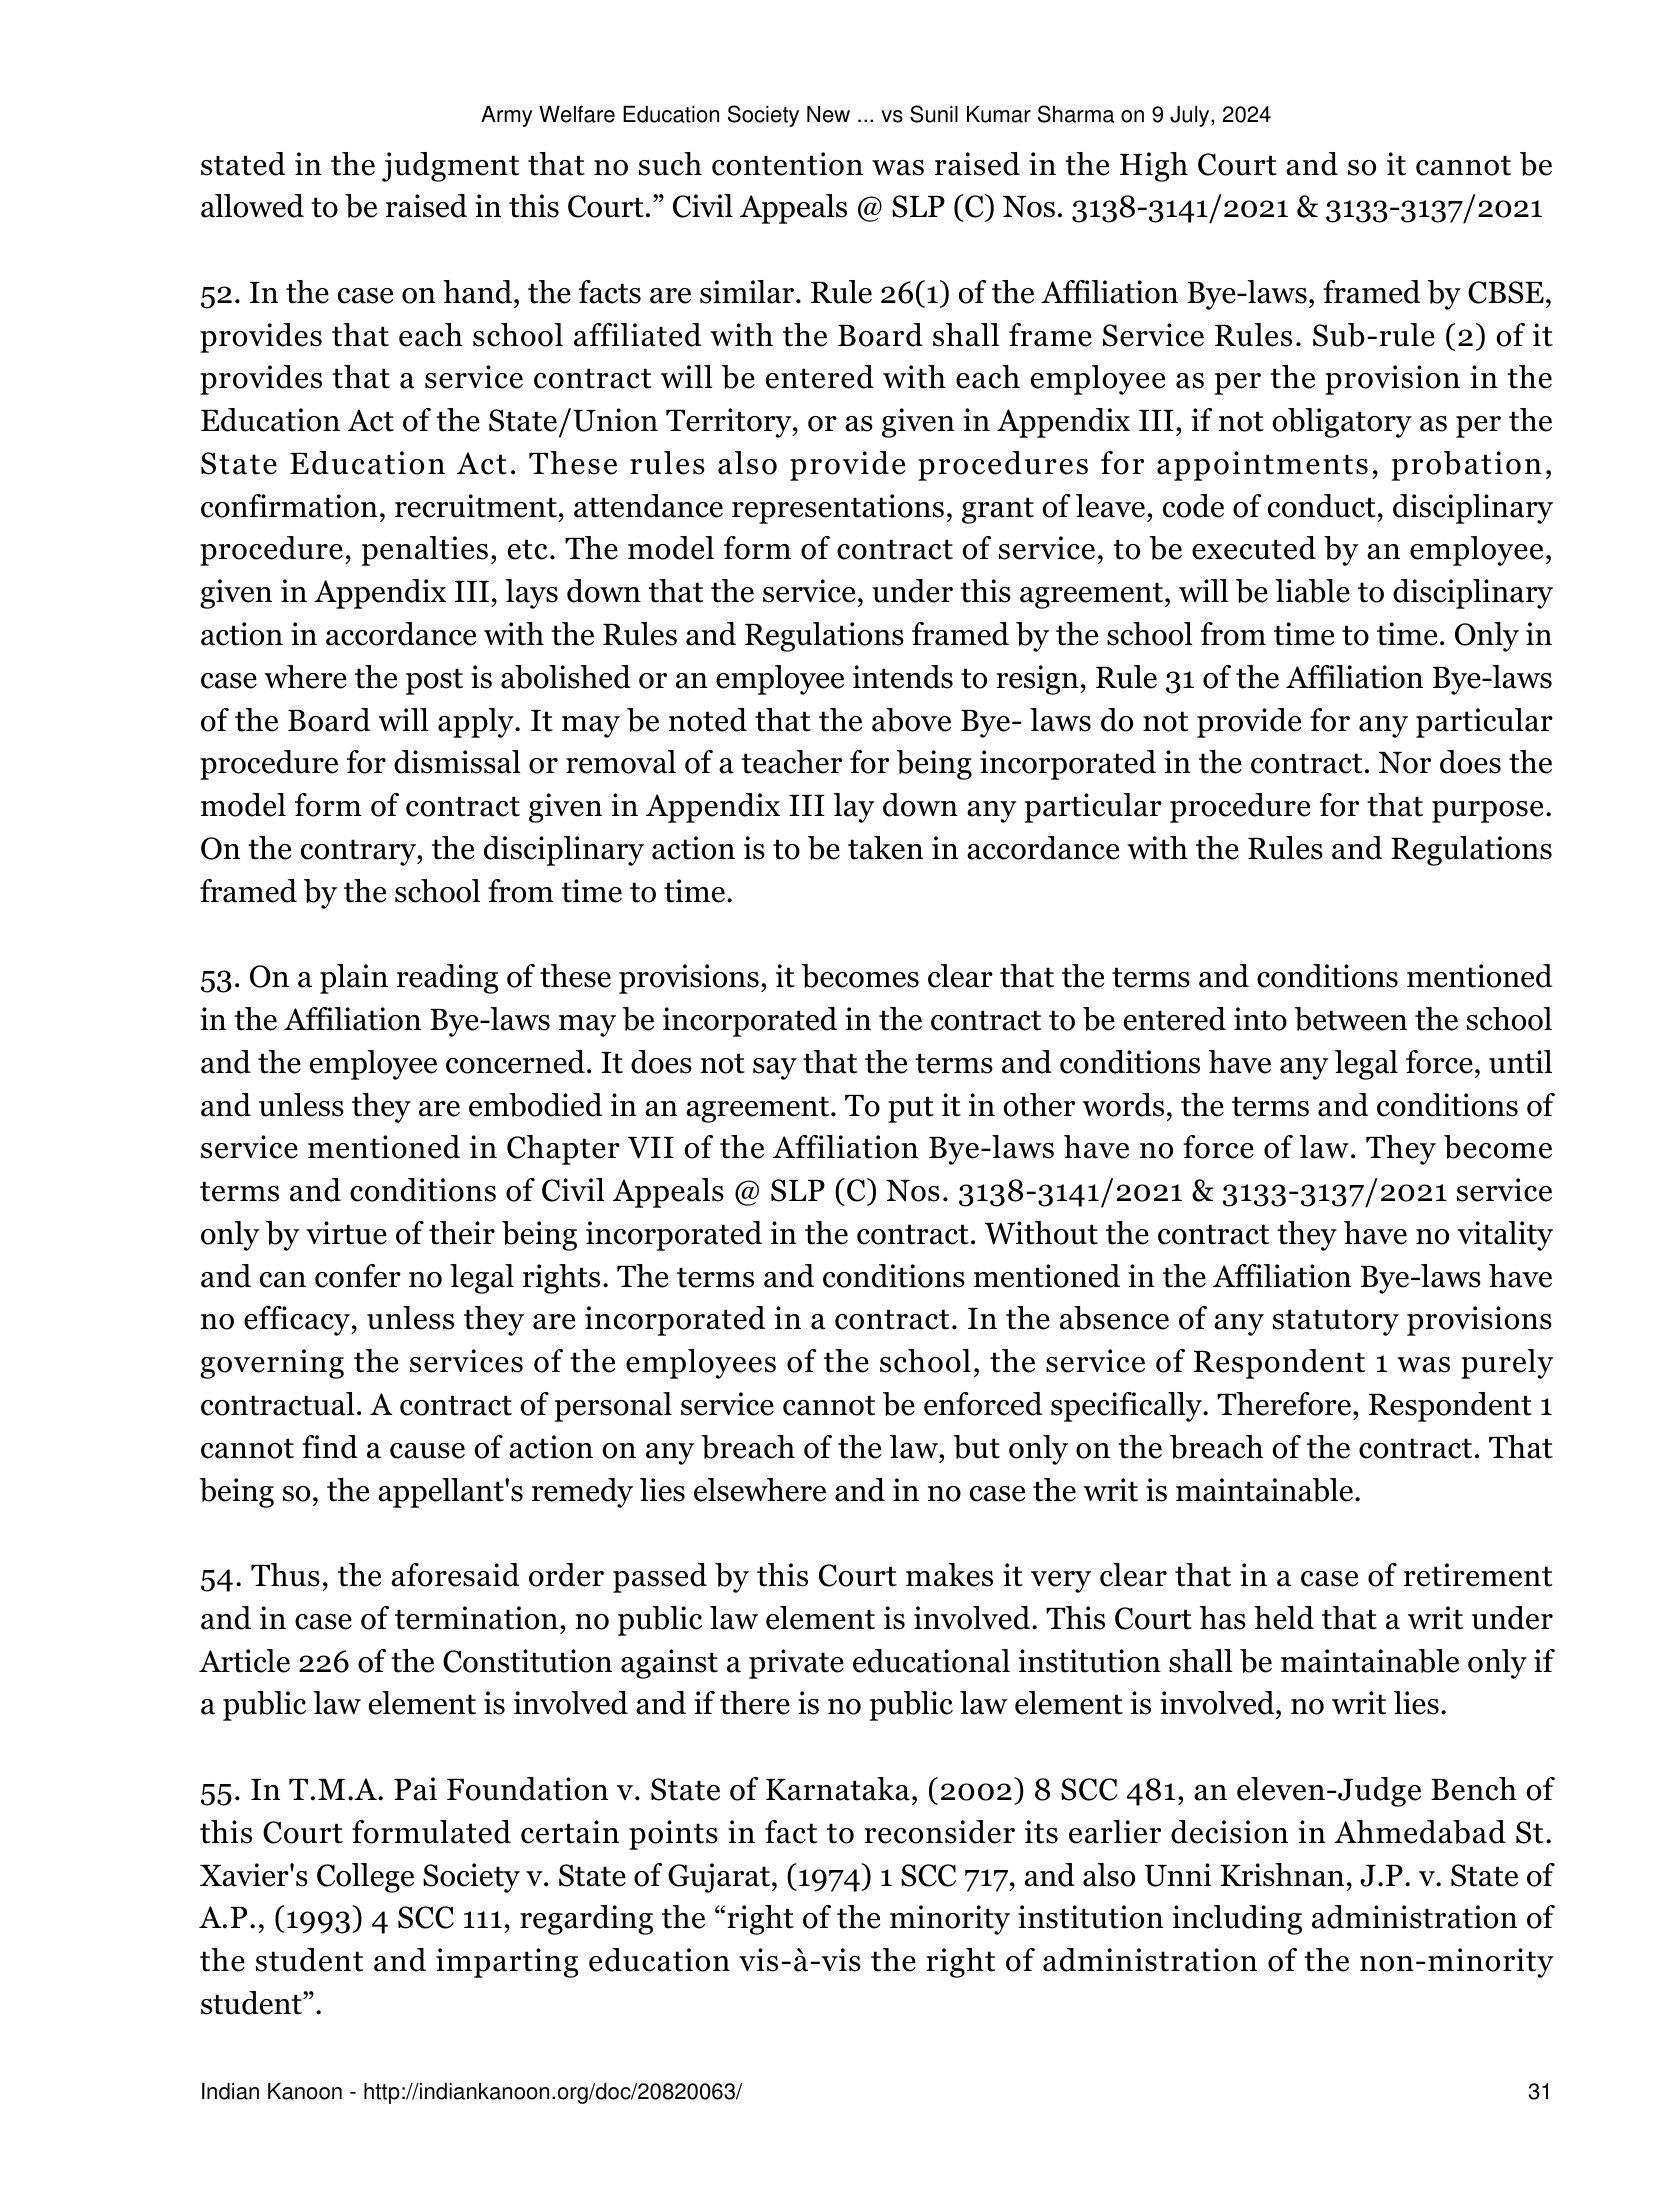 Army Welfare Education Society New ... vs Sunil Kumar Sharma on 9 July, 2024
stated in the judgment that no such contention was raised in the High Court and so it cannot be
allowed to be raised in this Court.” Civil Appeals @ SLP (C) Nos. 3138-3141/2021 & 3133-3137/2021
52. In the case on hand, the facts are similar. Rule 26(1) of the Affiliation Bye-laws, framed by CBSE,
provides that each school affiliated with the Board shall frame Service Rules. Sub-rule (2) of it
provides that a service contract will be entered with each employee as per the provision in the
Education Act of the State/Union Territory, or as given in Appendix III, if not obligatory as per the
State Education Act. These rules also provide procedures for appointments, probation,
confirmation, recruitment, attendance representations, grant of leave, code of conduct, disciplinary
procedure, penalties, etc. The model form of contract of service, to be executed by an employee,
given in Appendix III, lays down that the service, under this agreement, will be liable to disciplinary
action in accordance with the Rules and Regulations framed by the school from time to time. Only in
case where the post is abolished or an employee intends to resign, Rule 31 of the Affiliation Bye-laws
of the Board will apply. It may be noted that the above Bye- laws do not provide for any particular
procedure for dismissal or removal of a teacher for being incorporated in the contract. Nor does the
model form of contract given in Appendix III lay down any particular procedure for that purpose.
On the contrary, the disciplinary action is to be taken in accordance with the Rules and Regulations
framed by the school from time to time.
53. On a plain reading of these provisions, it becomes clear that the terms and conditions mentioned
in the Affiliation Bye-laws may be incorporated in the contract to be entered into between the school
and the employee concerned. It does not say that the terms and conditions have any legal force, until
and unless they are embodied in an agreement. To put it in other words, the terms and conditions of
service mentioned in Chapter VII of the Affiliation Bye-laws have no force of law. They become
terms and conditions of Civil Appeals @ SLP (C) Nos. 3138-3141/2021 & 3133-3137/2021 service
only by virtue of their being incorporated in the contract. Without the contract they have no vitality
and can confer no legal rights. The terms and conditions mentioned in the Affiliation Bye-laws have
no efficacy, unless they are incorporated in a contract. In the absence of any statutory provisions
governing the services of the employees of the school, the service of Respondent 1 was purely
contractual. A contract of personal service cannot be enforced specifically. Therefore, Respondent 1
cannot find a cause of action on any breach of the law, but only on the breach of the contract. That
being so, the appellant's remedy lies elsewhere and in no case the writ is maintainable.
54. Thus, the aforesaid order passed by this Court makes it very clear that in a case of retirement
and in case of termination, no public law element is involved. This Court has held that a writ under
Article 226 of the Constitution against a private educational institution shall be maintainable only if
a public law element is involved and if there is no public law element is involved, no writ lies.
55. In T.M.A. Pai Foundation v. State of Karnataka, (2002) 8 SCC 481, an eleven-Judge Bench of
this Court formulated certain points in fact to reconsider its earlier decision in Ahmedabad St.
Xavier's College Society v. State of Gujarat, (1974) 1 SCC 717, and also Unni Krishnan, J.P. v. State of
A.P., (1993) 4 SCC 111, regarding the “right of the minority institution including administration of
the student and imparting education vis-à-vis the right of administration of the non-minority
student”.
Indian Kanoon - http://indiankanoon.org/doc/20820063/ 31